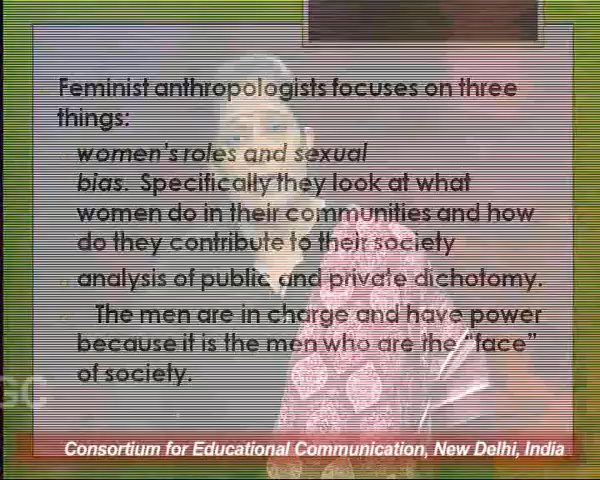 Feminist anthropologists focuses on three
things:
women's roles and sexual
bias. Specifically they look at what
women do in their communities and how
do they contribute to their society
analysis of public and private dichotomy.
The men are in charge and have power
because it is the men who are the "face"
of society.
GC
Consortium for Educational Communication, New Delhi, India